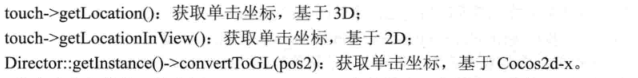 touch->getLocation()：获取单击坐标，基于 3D；
touch->getLocationInView()：获取单击坐标，基于 2D；
Director::getInstance()->convertToGL(pos2)：获取单击坐标，基于 Cocos2d-x。